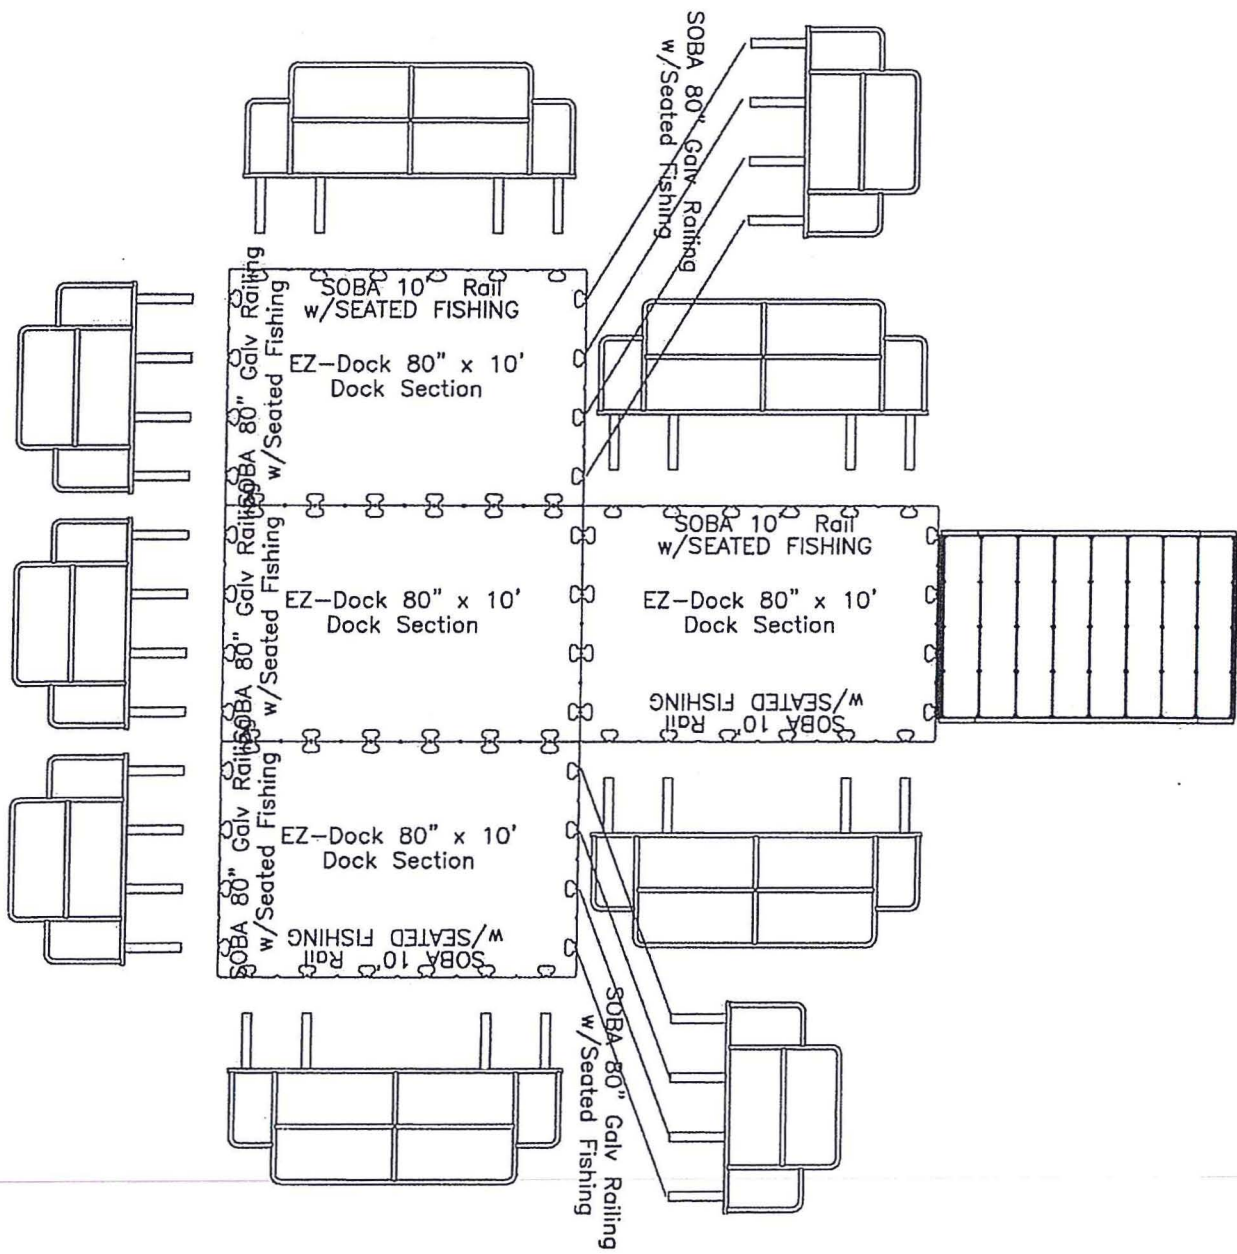 SOBA 80" Galv Railing
w/Seated Fishing
SOBA 10' Rail
w/SEATED FISHING
EZ-Dock 80" x 10'
Dock Section
SOBA 80" Galv Railing
w/Seated Fishing
SOBA 10' Rail
w/SEATED FISHING
EZ-Dock 80" x 10'
Dock Section
SOBA 80" Galv Railing
w/Seated Fishing
EZ-Dock 80" x 10'
Dock Section
SOBA 10' Rail
w/SEATED FISHING
EZ-Dock 80" x 10'
Dock Section
SOBA 80" Galv Railing
w/Seated Fishing
SOBA 10' Rail
w/SEATED FISHING
SOBA 80" Galv Railing
w/Seated Fishing